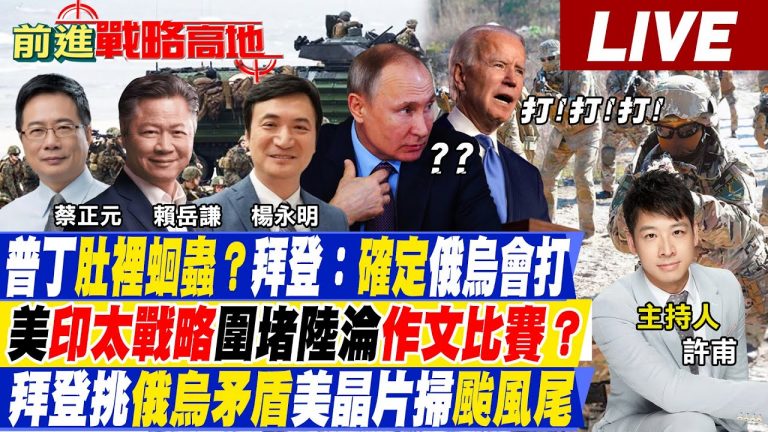 前進戰略高地
LIVE
打!打!打!
??
蔡正元 賴岳謙 楊永明
普丁肚裡蛔蟲?拜登:確定俄烏會打
美印太戰略圍堵陸淪作文比賽?
拜登挑俄烏矛盾美晶片掃颱風尾
主持人
許甫